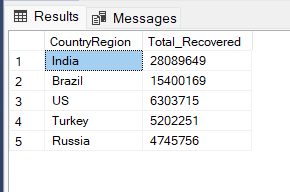 Results Messages
CountryRegion Total_Recovered
1 India 28089649
2 Brazil 15400169
3 US 6303715
4 Turkey 5202251
5 Russia 4745756